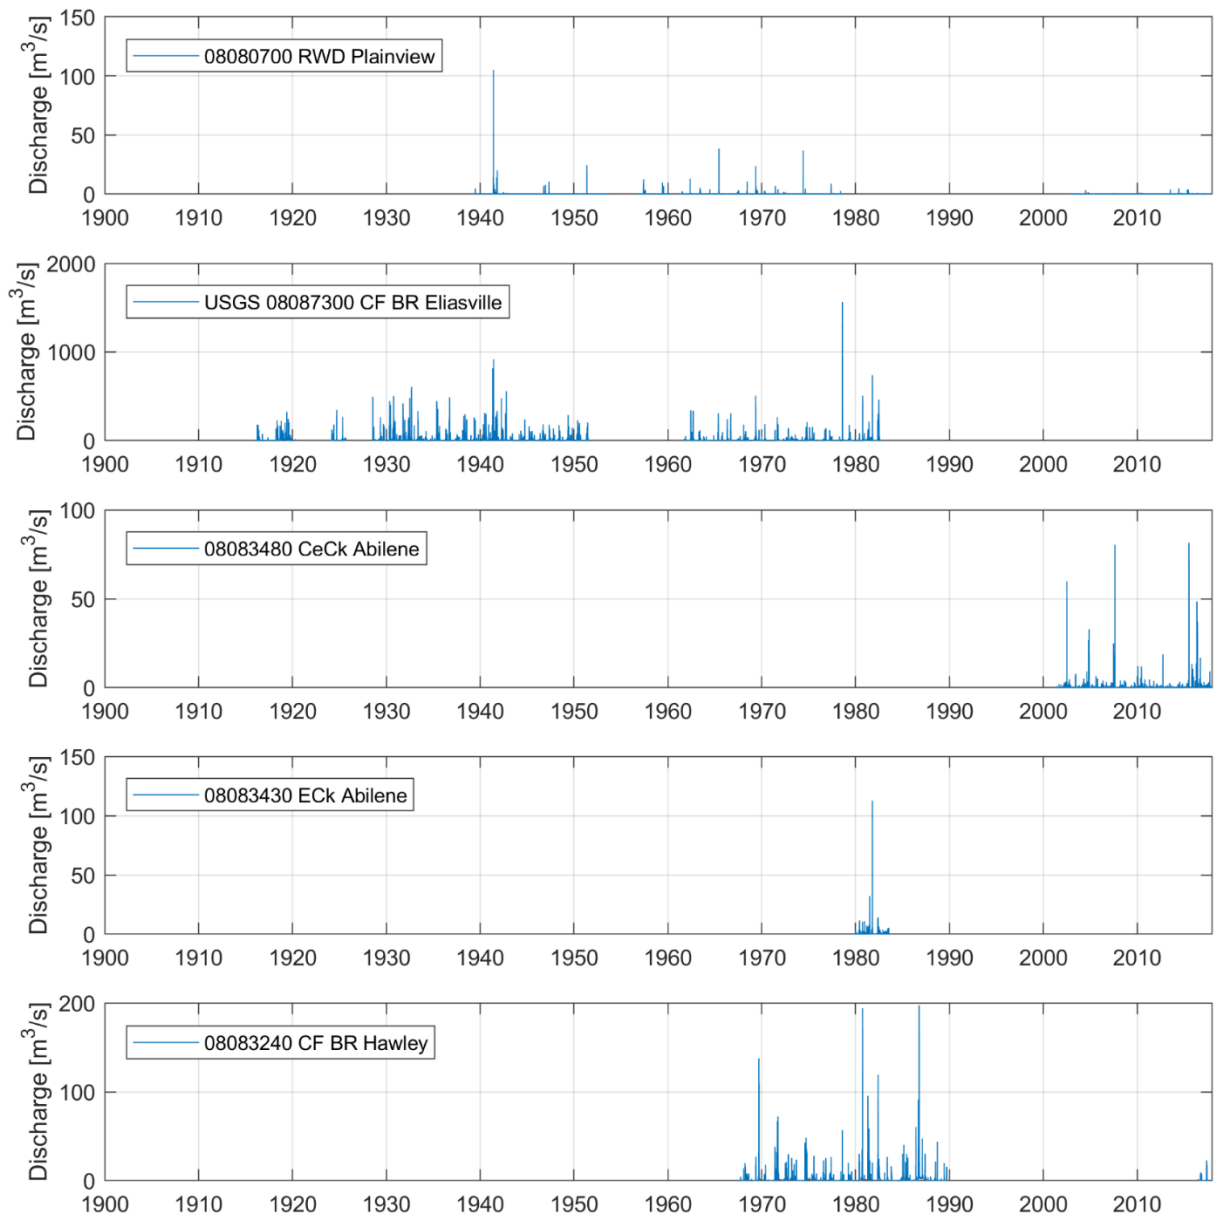 150
100
50
0
Discharge [m³/s]
08080700 RWD Plainview
1900 1910 1920 1930 1940 1950 1960 1970 1980 1990 2000 2010
2000
1000
0
Discharge [m³/s]
USGS 08087300 CF BR Eliasville
1900 1910 1920 1930 1940 1950 1960 1970 1980 1990 2000 2010
100
50
0
Discharge [m³/s]
08083480 CeCk Abilene
1900 1910 1920 1930 1940 1950 1960 1970 1980 1990 2000 2010
150
100
50
0
Discharge [m³/s]
08083430 ECk Abilene
1900 1910 1920 1930 1940 1950 1960 1970 1980 1990 2000 2010
200
100
0
Discharge [m³/s]
08083240 CF BR Hawley
1900 1910 1920 1930 1940 1950 1960 1970 1980 1990 2000 2010